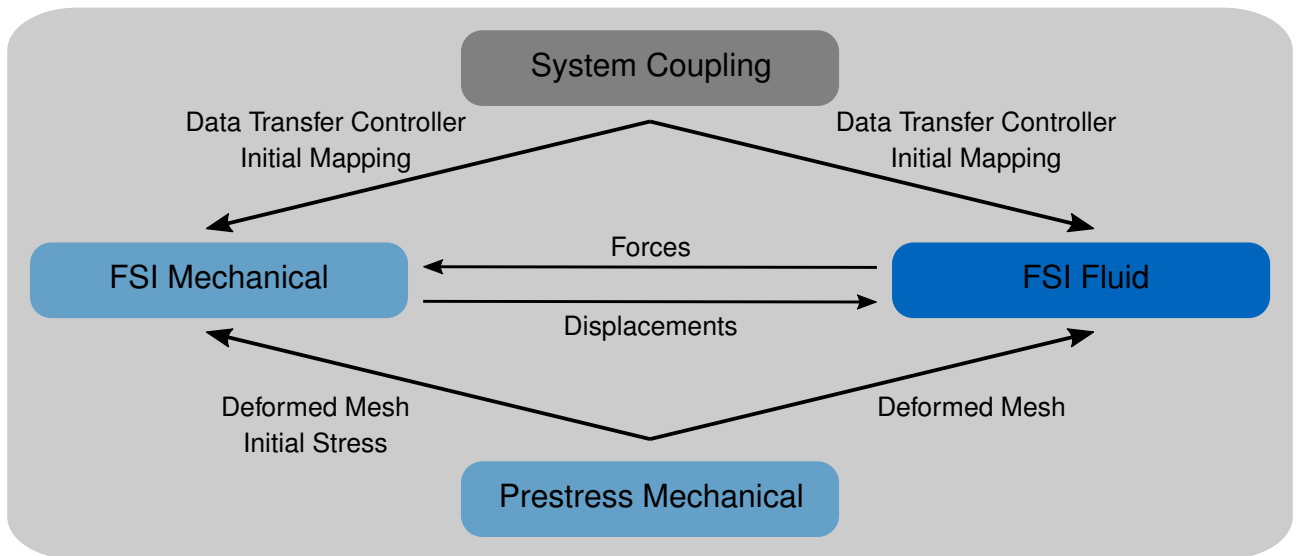 System Coupling
Data Transfer Controller
Initial Mapping
Data Transfer Controller
Initial Mapping
FSI Mechanical
Forces
Displacements
FSI Fluid
Deformed Mesh
Initial Stress
Deformed Mesh
Prestress Mechanical